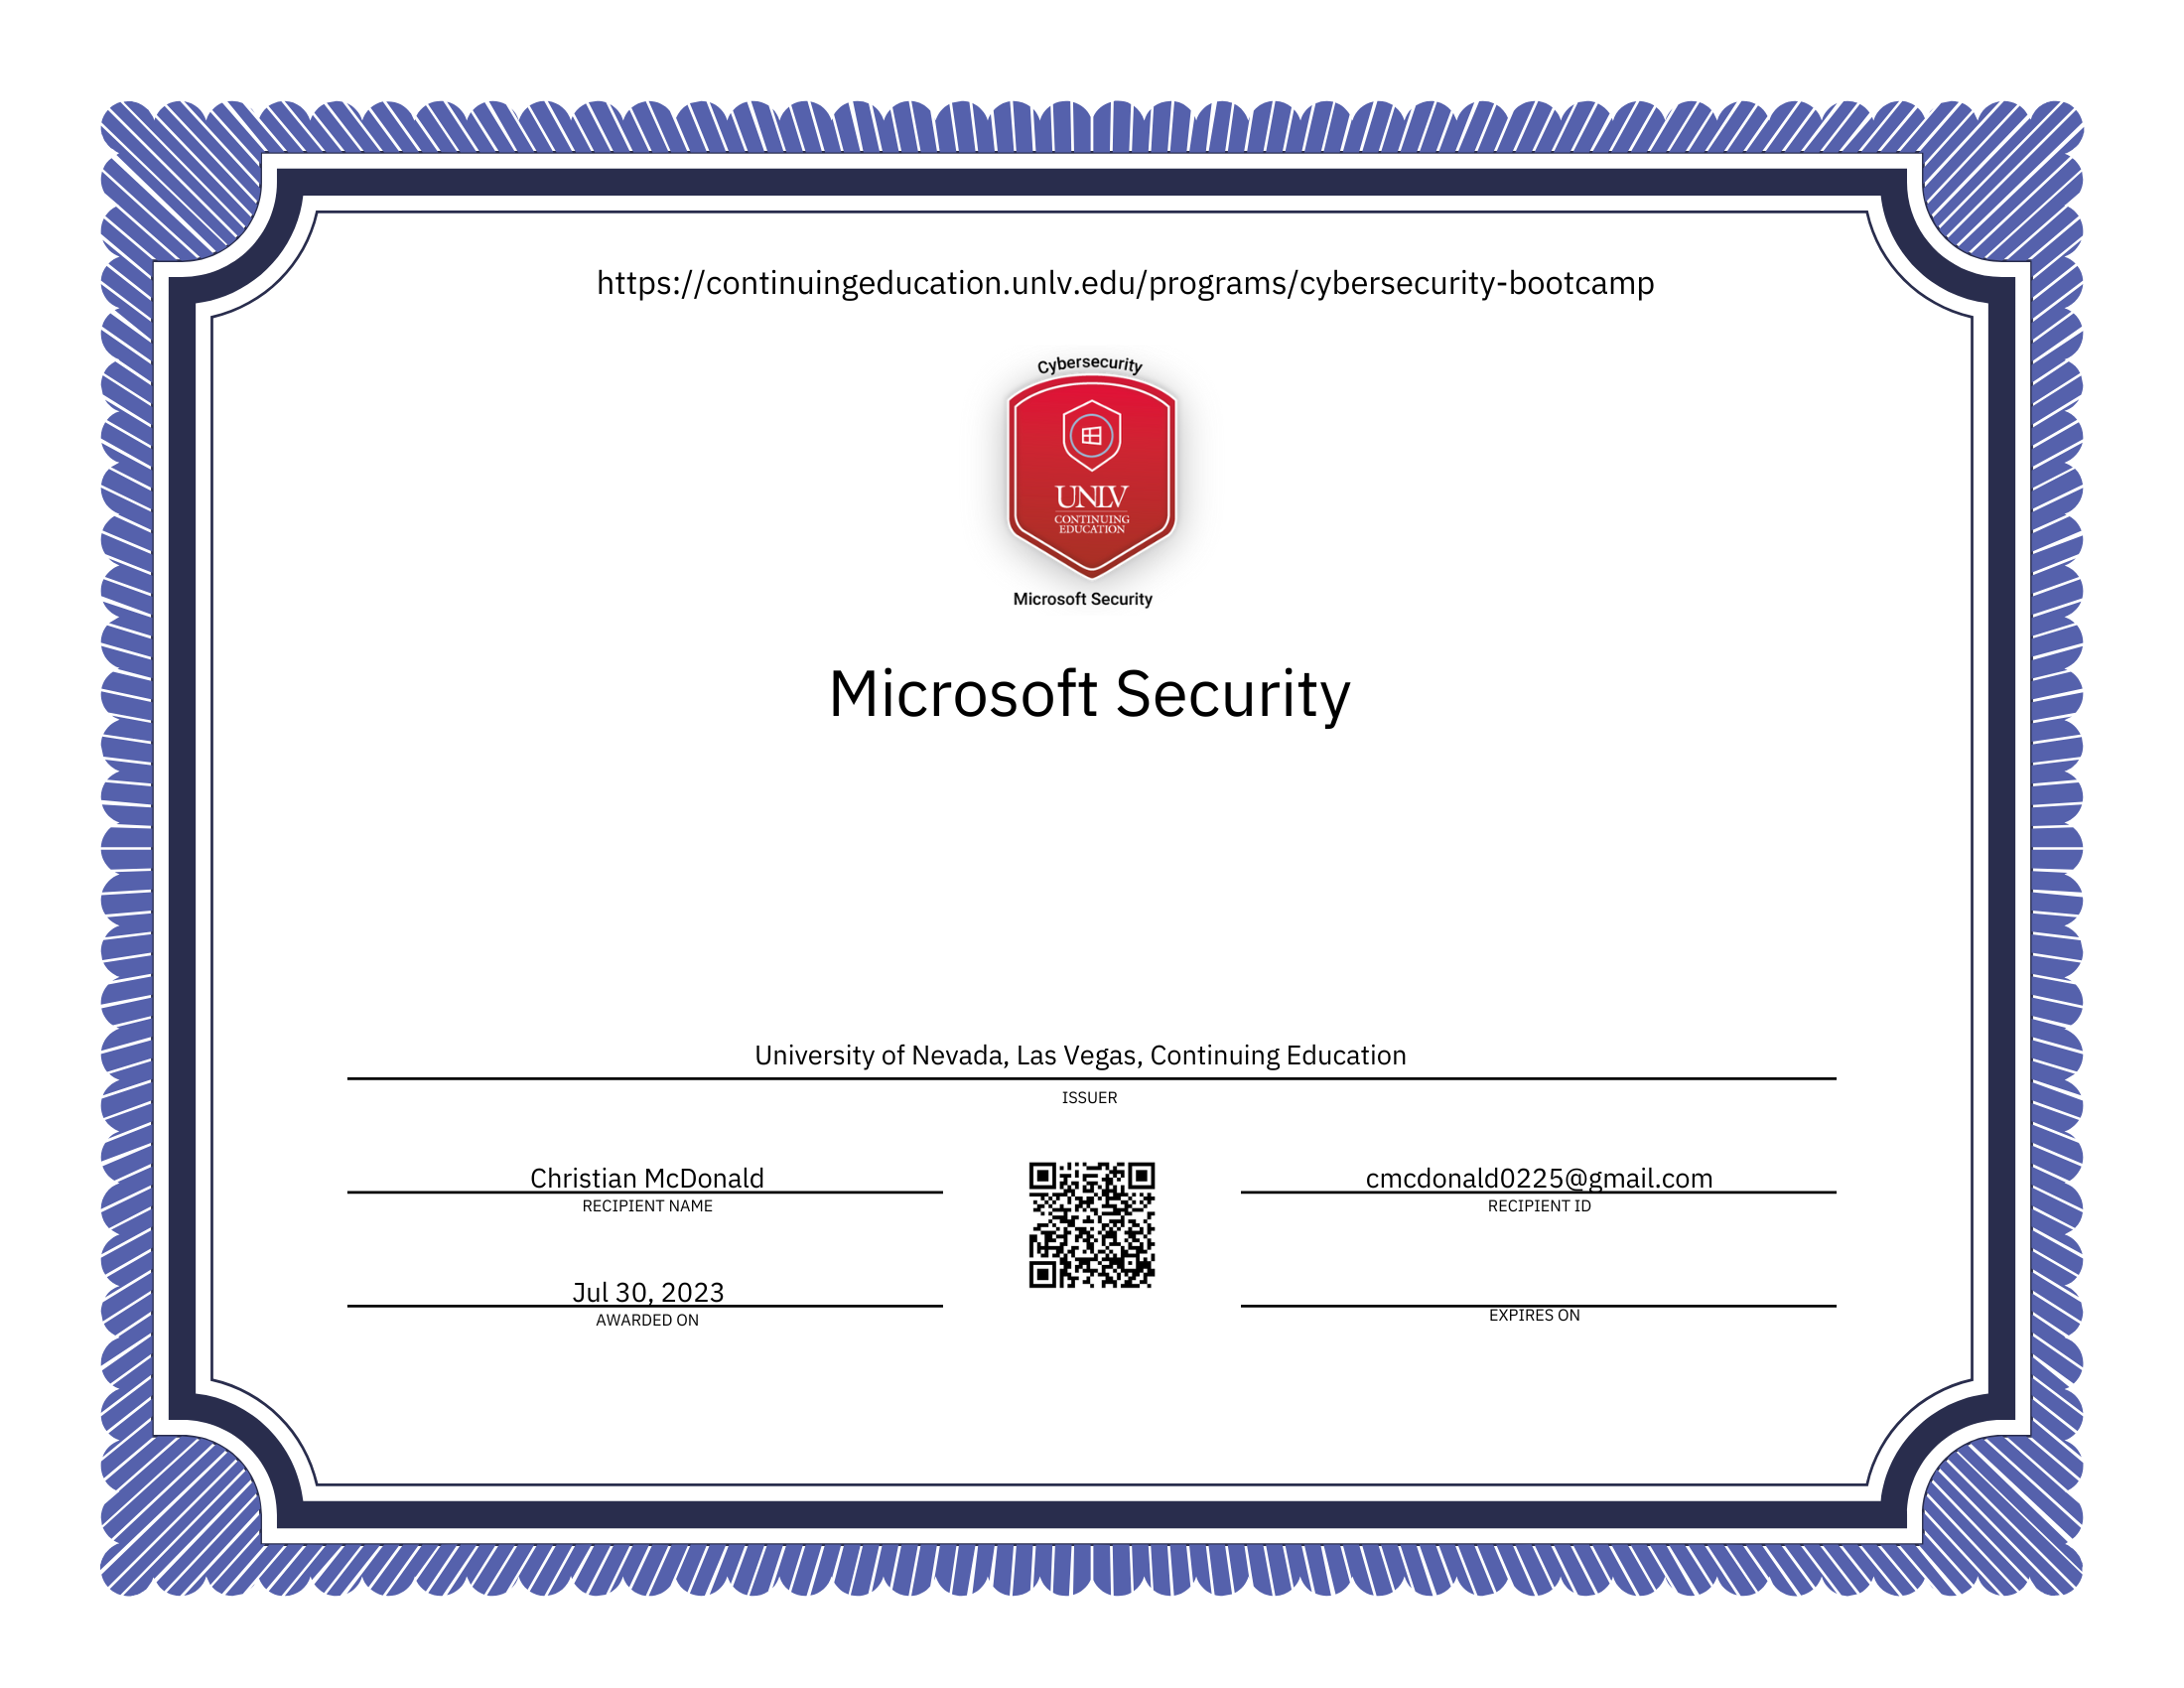 https://continuingeducation.unlv.edu/programs/cybersecurity-bootcamp
Cybersecurity
UNLV
CONTINUING
EDUCATION
Microsoft Security
Microsoft Security
University of Nevada, Las Vegas, Continuing Education
ISSUER
Christian McDonald
RECIPIENT NAME
cmcdonald0225@gmail.com
RECIPIENT ID
Jul 30, 2023
AWARDED ON
EXPIRES ON